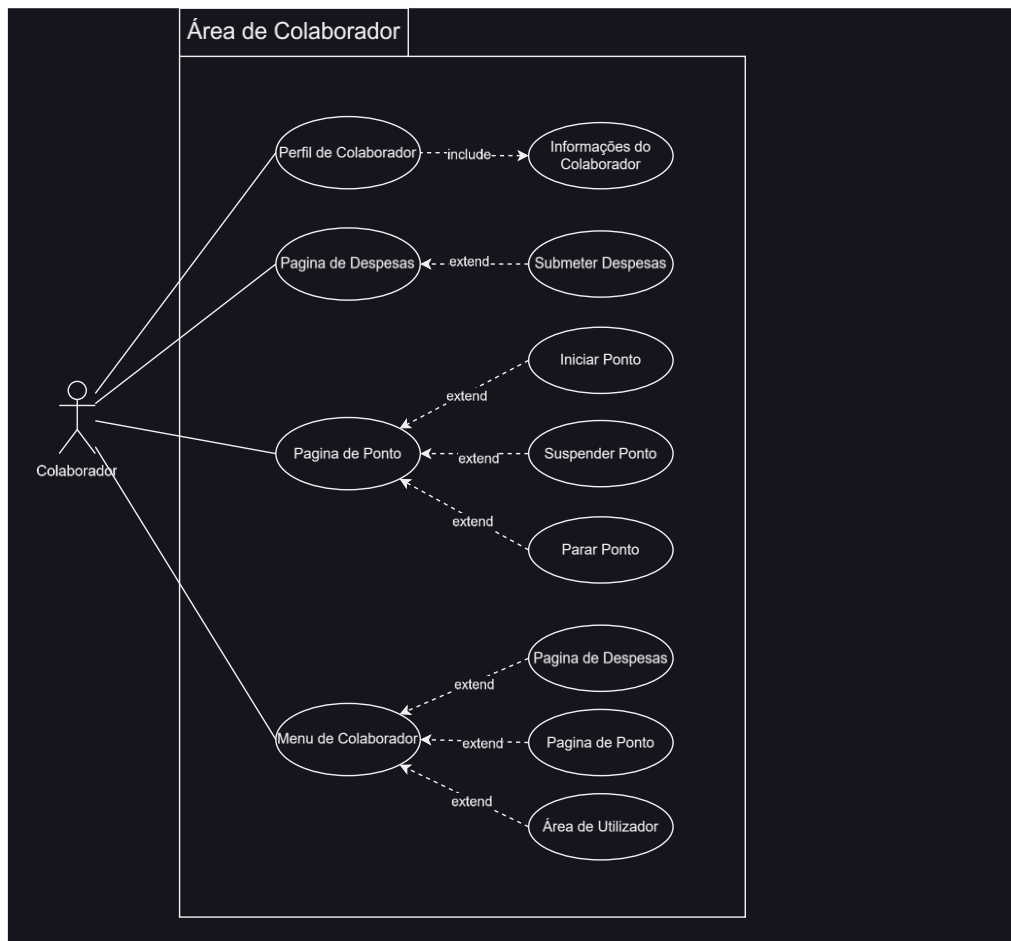 Área de Colaborador
Perfil de Colaborador
include
Informações do
Colaborador
Pagina de Despesas
extend
Submeter Despesas
Iniciar Ponto
extend
Colaborador
Pagina de Ponto
extend
Suspender Ponto
extend
Parar Ponto
Pagina de Despesas
extend
Menu de Colaborador
extend
Pagina de Ponto
extend
Área de Utilizador